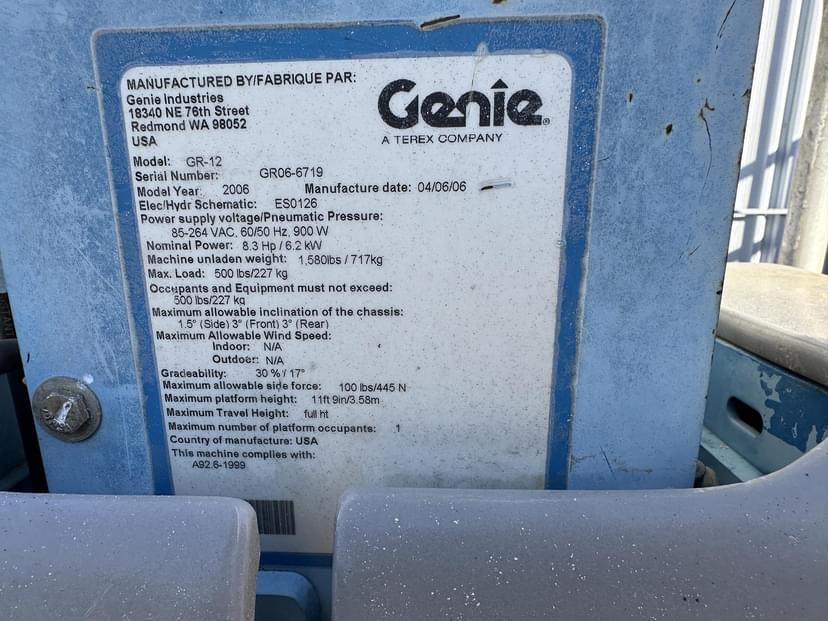 MANUFACTURED BY/FABRIQUE PAR:
Genie Industries
18340 NE 76th Street
Redmond WA 98052
USA
Genie®
A TEREX COMPANY
Model: GR-12
Serial Number: GR06-6719
Model Year: 2006 Manufacture date: 04/06/06
Elec/Hydr Schematic: ES0126
Power supply voltage/Pneumatic Pressure:
85-264 VAC, 60/50 Hz, 900 W
Nominal Power: 8.3 Hp / 6.2 kW
Machine unladen weight: 1,580lbs / 717kg
Max. Load: 500 lbs/227 kg
Occupants and Equipment must not exceed:
500 lbs/227 kg
Maximum allowable inclination of the chassis:
1.5° (Side) 3° (Front) 3° (Rear)
Maximum Allowable Wind Speed:
Indoor: N/A
Outdoor: N/A
Gradeability: 30 % / 17°
Maximum allowable side force: 100 lbs/445 N
Maximum platform height: 11ft 9in/3.58m
Maximum Travel Height: full ht
Maximum number of platform occupants: 1
Country of manufacture: USA
This machine complies with:
A92.6-1999